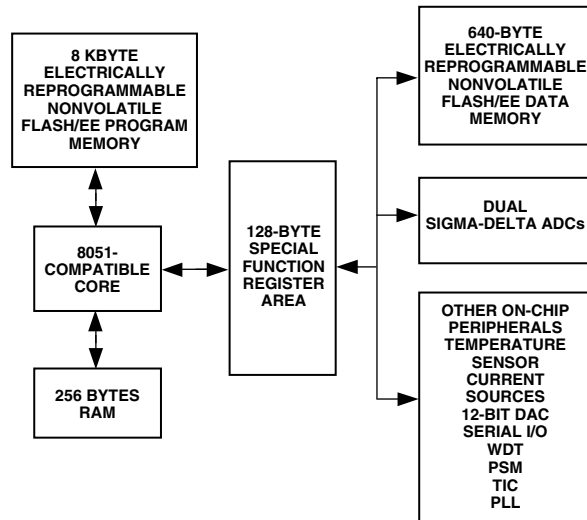 8 KBYTE
ELECTRICALLY
REPROGRAMMABLE
NONVOLATILE
FLASH/EE PROGRAM
MEMORY
8051-
COMPATIBLE
CORE
256 BYTES
RAM
128-BYTE
SPECIAL
FUNCTION
REGISTER
AREA
640-BYTE
ELECTRICALLY
REPROGRAMMABLE
NONVOLATILE
FLASH/EE DATA
MEMORY
DUAL
SIGMA-DELTA ADCs
OTHER ON-CHIP
PERIPHERALS
TEMPERATURE
SENSOR
CURRENT
SOURCES
12-BIT DAC
SERIAL I/O
WDT
PSM
TIC
PLL